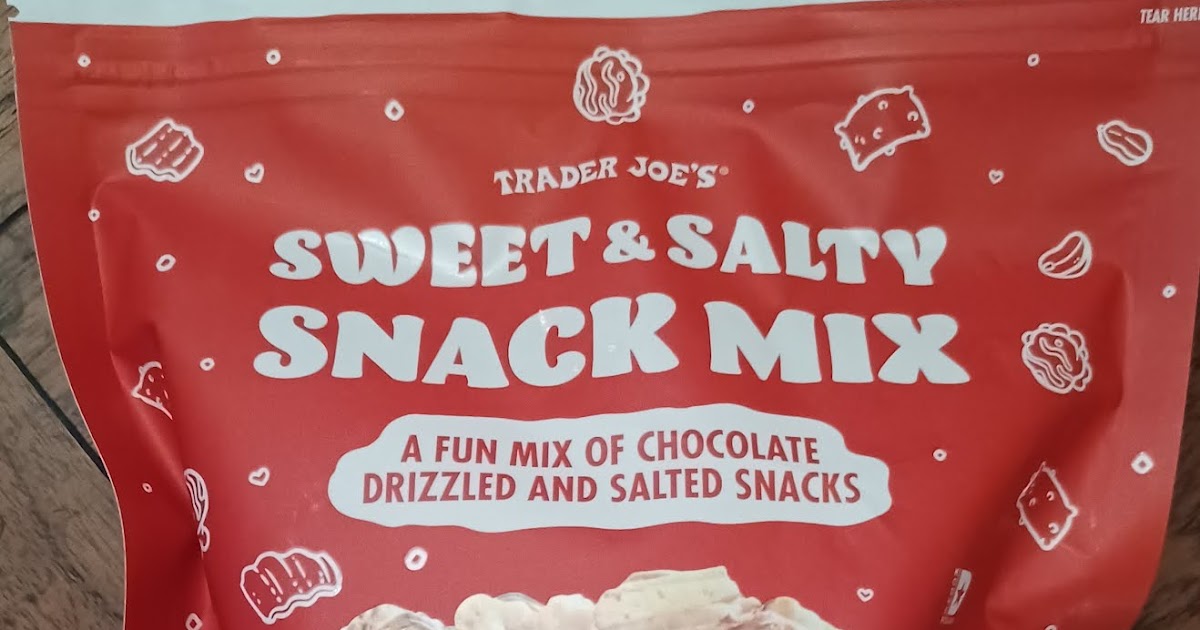 TEAR HERE
TRADER JOE'S
SWEET & SALTY
SNACK MIX
A FUN MIX OF CHOCOLATE
DRIZZLED AND SALTED SNACKS